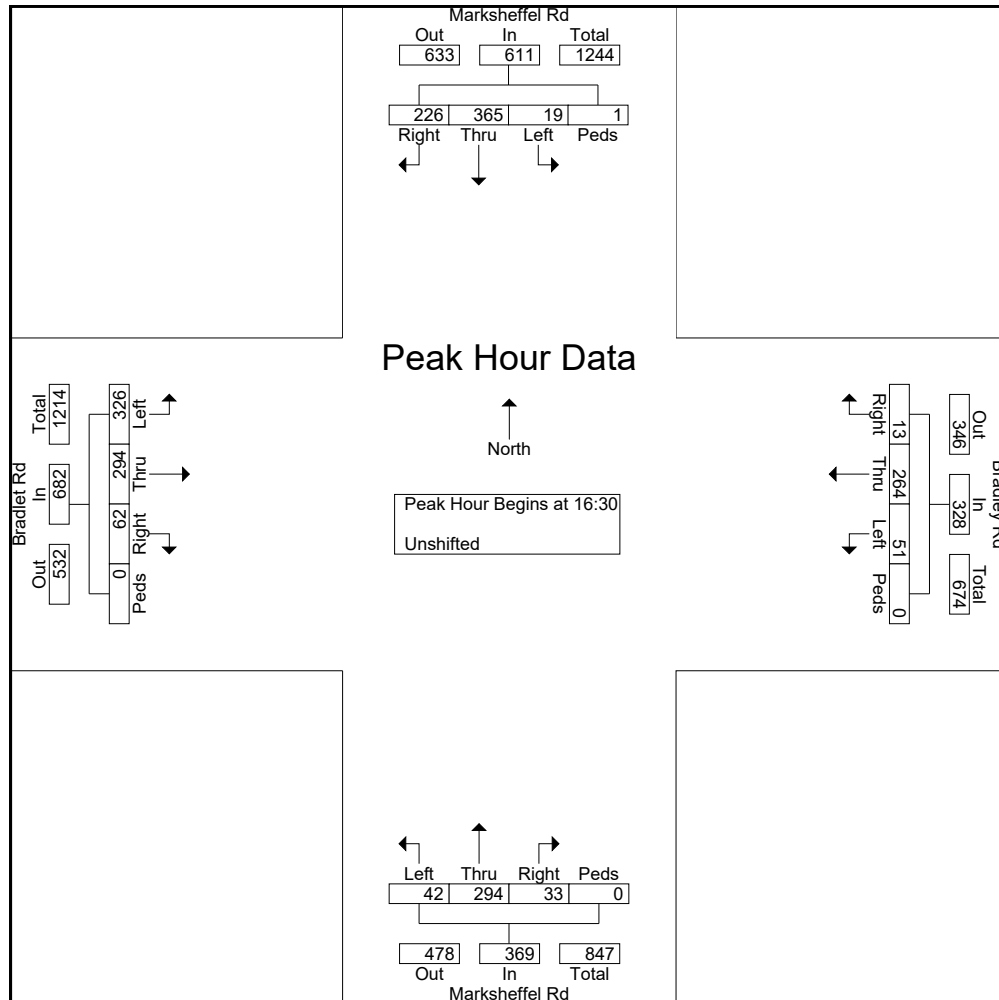 Marksheffel Rd
Out In Total
633 611 1244
226 365 19 1
Right Thru Left Peds
Peak Hour Data
North
Peak Hour Begins at 16:30
Unshifted
Bradlet Rd
Total In Out
1214 682 532
326 294 62 0
Left Thru Right Peds
Bradley Rd
Out In Total
346 328 674
13 264 51 0
Right Thru Left Peds
Left Thru Right Peds
42 294 33 0
478 369 847
Out In Total
Marksheffel Rd